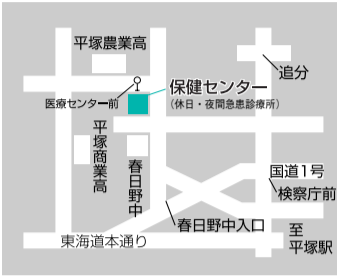 平塚農業高
追分
保健センター
(休日・夜間急患診療所)
医療センター前
平塚商業高
春日野中
国道1号
検察庁前
春日野中入口
東海道本通り
至
平塚駅